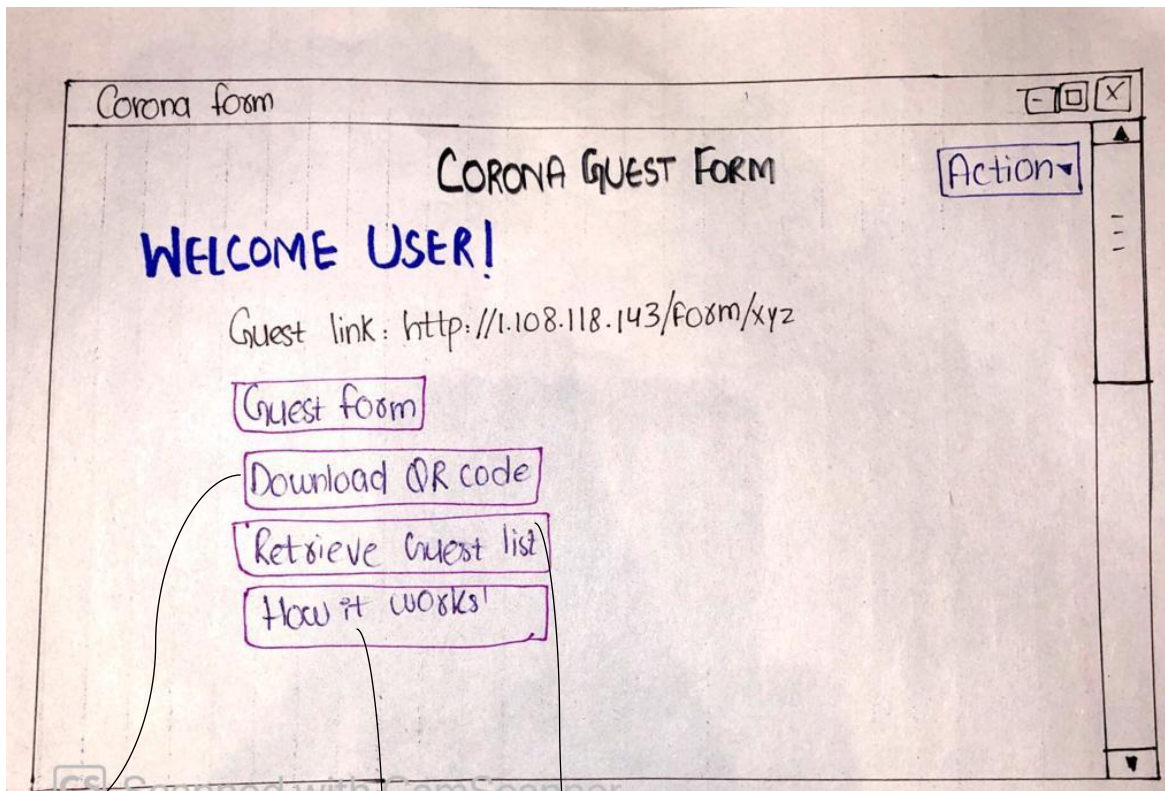 Corona form
CORONA GUEST FORM
Action
WELCOME USER!
Guest link: http://1.108.118.143/form/xyz
Guest form
Download QR code
Retrieve Guest list
How it works
CS Scanned with CamScanner